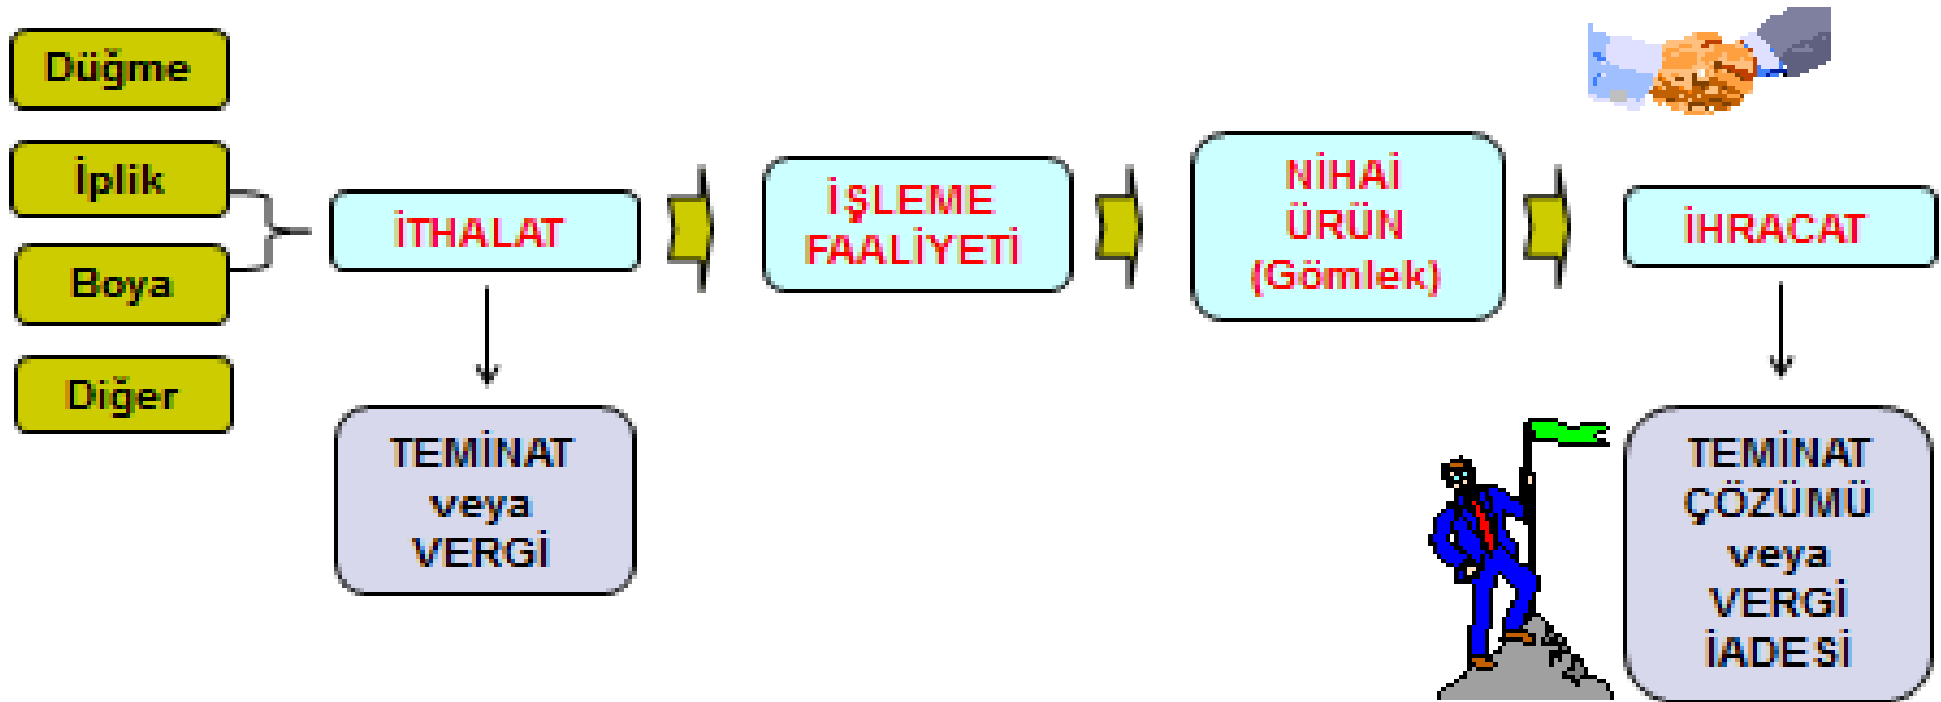 Düğme
İplik
Boya
Diğer
İTHALAT
TEMİNAT
veya
VERGİ
İŞLEME
FAALİYETİ
NİHAİ
ÜRÜN
(Gömlek)
İHRACAT
TEMİNAT
ÇÖZÜMÜ
veya
VERGİ
İADESİ